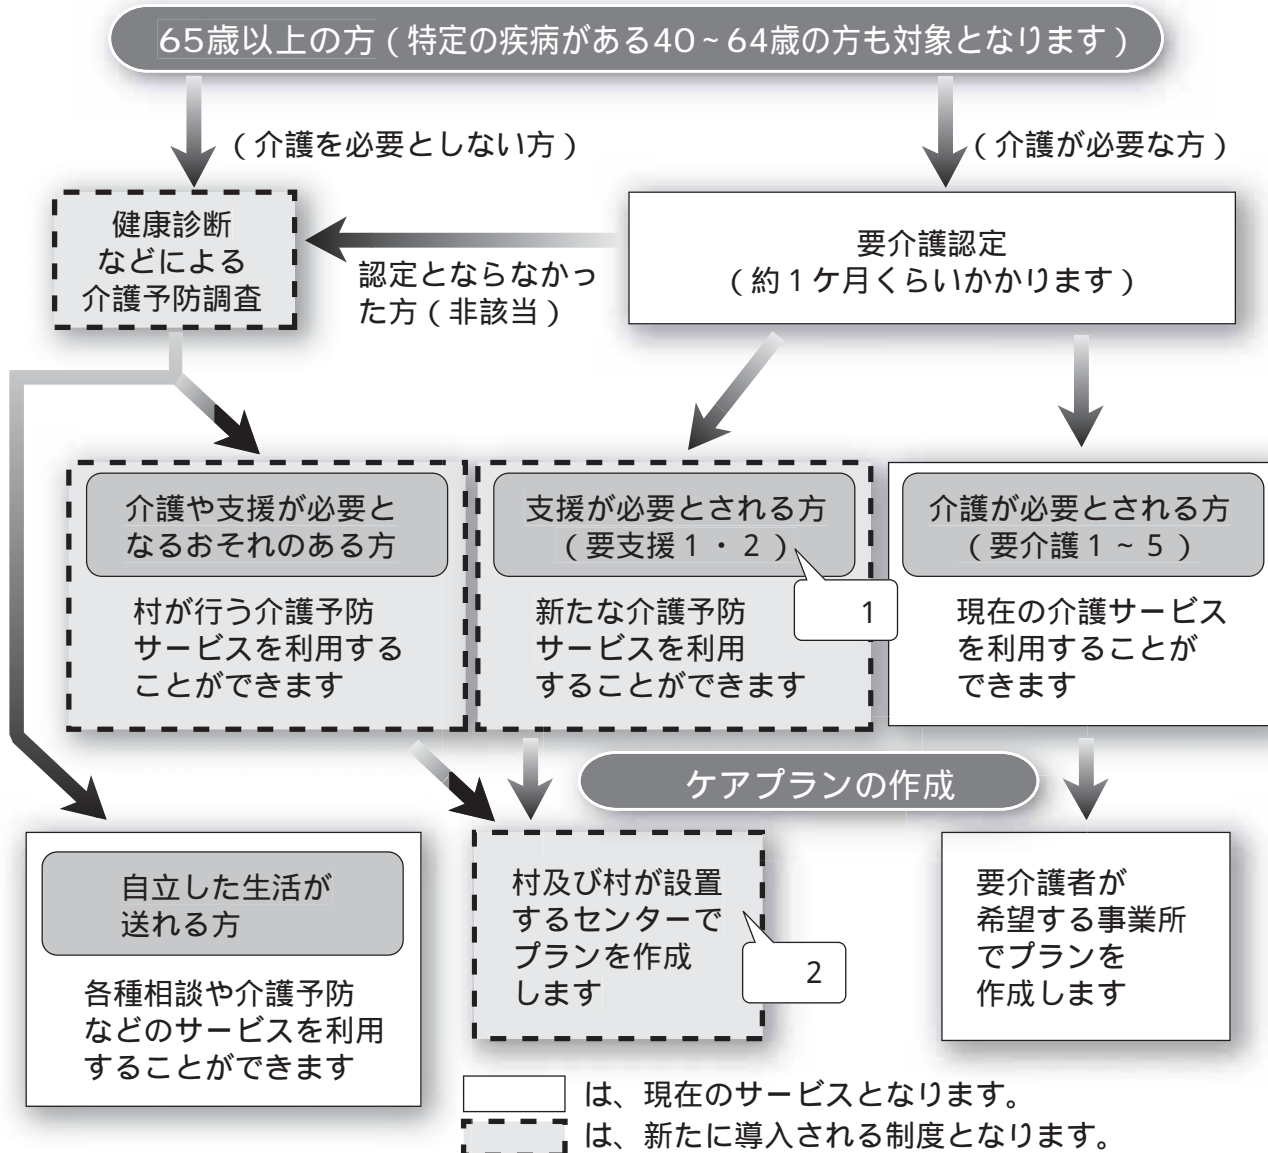 65歳以上の方(特定の疾病がある40~64歳の方も対象となります)
(介護を必要としない方)
(介護が必要な方)
健康診断
などによる
介護予防調査
認定とならなかっ
た方(非該当)
要介護認定
(約1ケ月くらいかかります)
介護や支援が必要と
なるおそれのある方
村が行う介護予防
サービスを利用する
ことができます
支援が必要とされる方
(要支援1・2)
1
新たな介護予防
サービスを利用
することができます
介護が必要とされる方
(要介護1~5)
現在の介護サービス
を利用することが
できます
ケアプランの作成
自立した生活が
送れる方
各種相談や介護予防
などのサービスを利用
することができます
村及び村が設置
するセンターで
プランを作成
します
2
要介護者が
希望する事業所
でプランを
作成します
は、現在のサービスとなります。
は、新たに導入される制度となります。